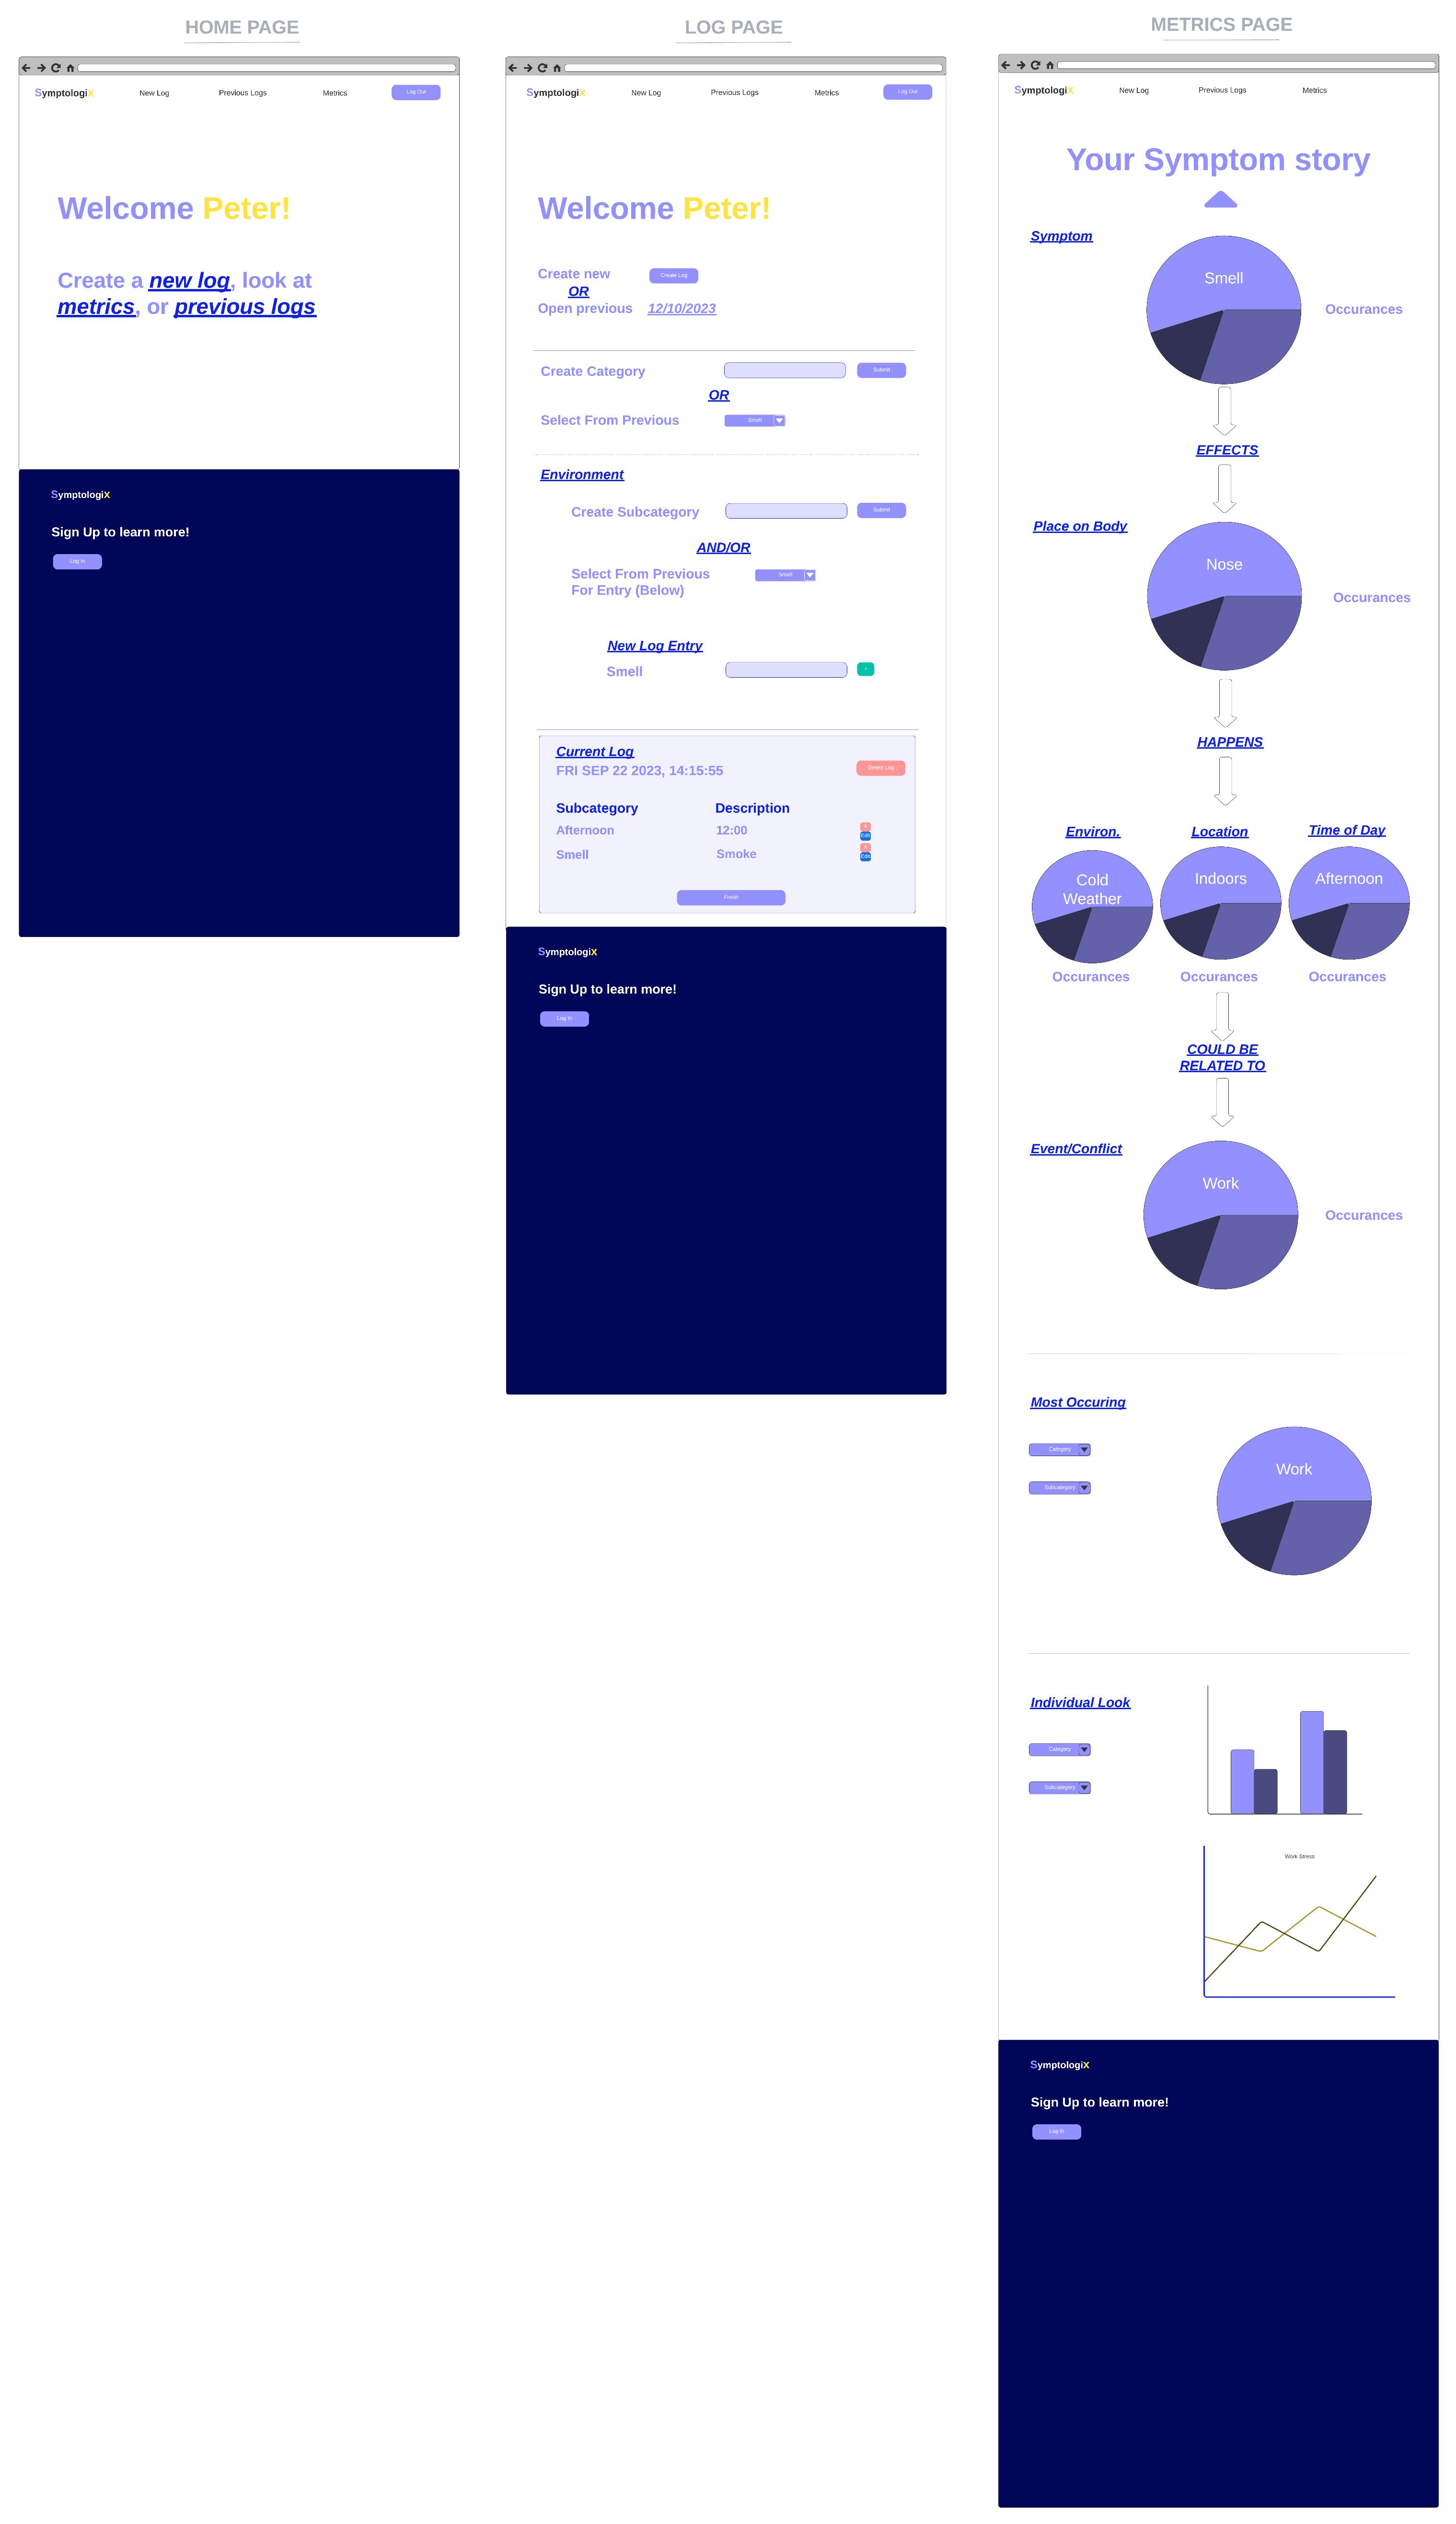 HOME PAGE
Symptologix
New Log
Previous Logs
Metrics
Log Out
Welcome Peter!
Create a new log, look at
metrics, or previous logs
Symptologix
Sign Up to learn more!
Log In
LOG PAGE
Symptologix
New Log
Previous Logs
Metrics
Log Out
Welcome Peter!
Create new
Create Log
OR
Open previous 12/10/2023
Create Category
Submit
OR
Select From Previous
Smell
Environment
Create Subcategory
Submit
AND/OR
Select From Previous
For Entry (Below)
Smell
New Log Entry
Smell
+
Current Log
FRI SEP 22 2023, 14:15:55
Delete Log
Subcategory
Description
Afternoon
12:00
X
Edit
Smell
Smoke
X
Edit
Finish
Symptologix
Sign Up to learn more!
Log In
METRICS PAGE
Symptologix
New Log
Previous Logs
Metrics
Your Symptom story
Symptom
Smell
Occurances
EFFECTS
Place on Body
Nose
Occurances
HAPPENS
Environ.
Location
Time of Day
Cold
Weather
Indoors
Afternoon
Occurances
Occurances
Occurances
COULD BE
RELATED TO
Event/Conflict
Work
Occurances
Most Occuring
Category
Subcategory
Work
Individual Look
Category
Subcategory
Work Stress
Symptologix
Sign Up to learn more!
Log In